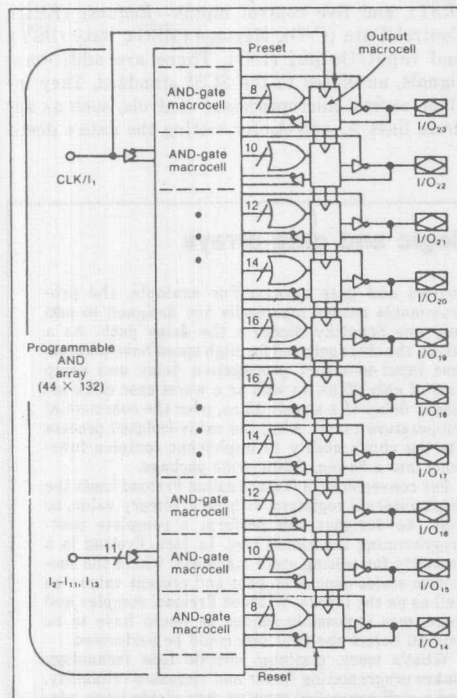 Preset
Output
macrocell
AND-gate
macrocell
8
I/O23
CLK/I1
AND-gate
macrocell
10
I/O22
12
I/O21
14
I/O20
Programmable
AND
array
(44 × 132)
16
I/O19
16
I/O18
14
I/O17
AND-gate
macrocell
12
I/O16
11
I2–I11, I13
AND-gate
macrocell
10
I/O15
AND-gate
macrocell
8
I/O14
Reset